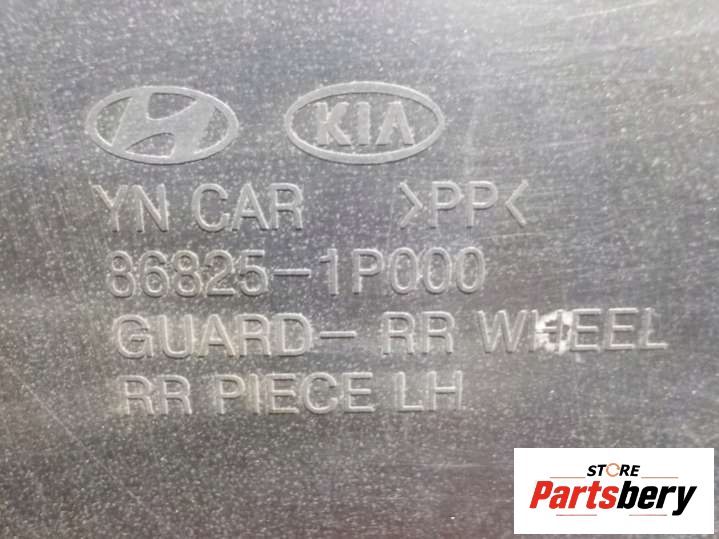 KIA
YN CAR >PP<
86825-1P000
GUARD- RR WHEEL
RR PIECE LH
STORE
Partsbery